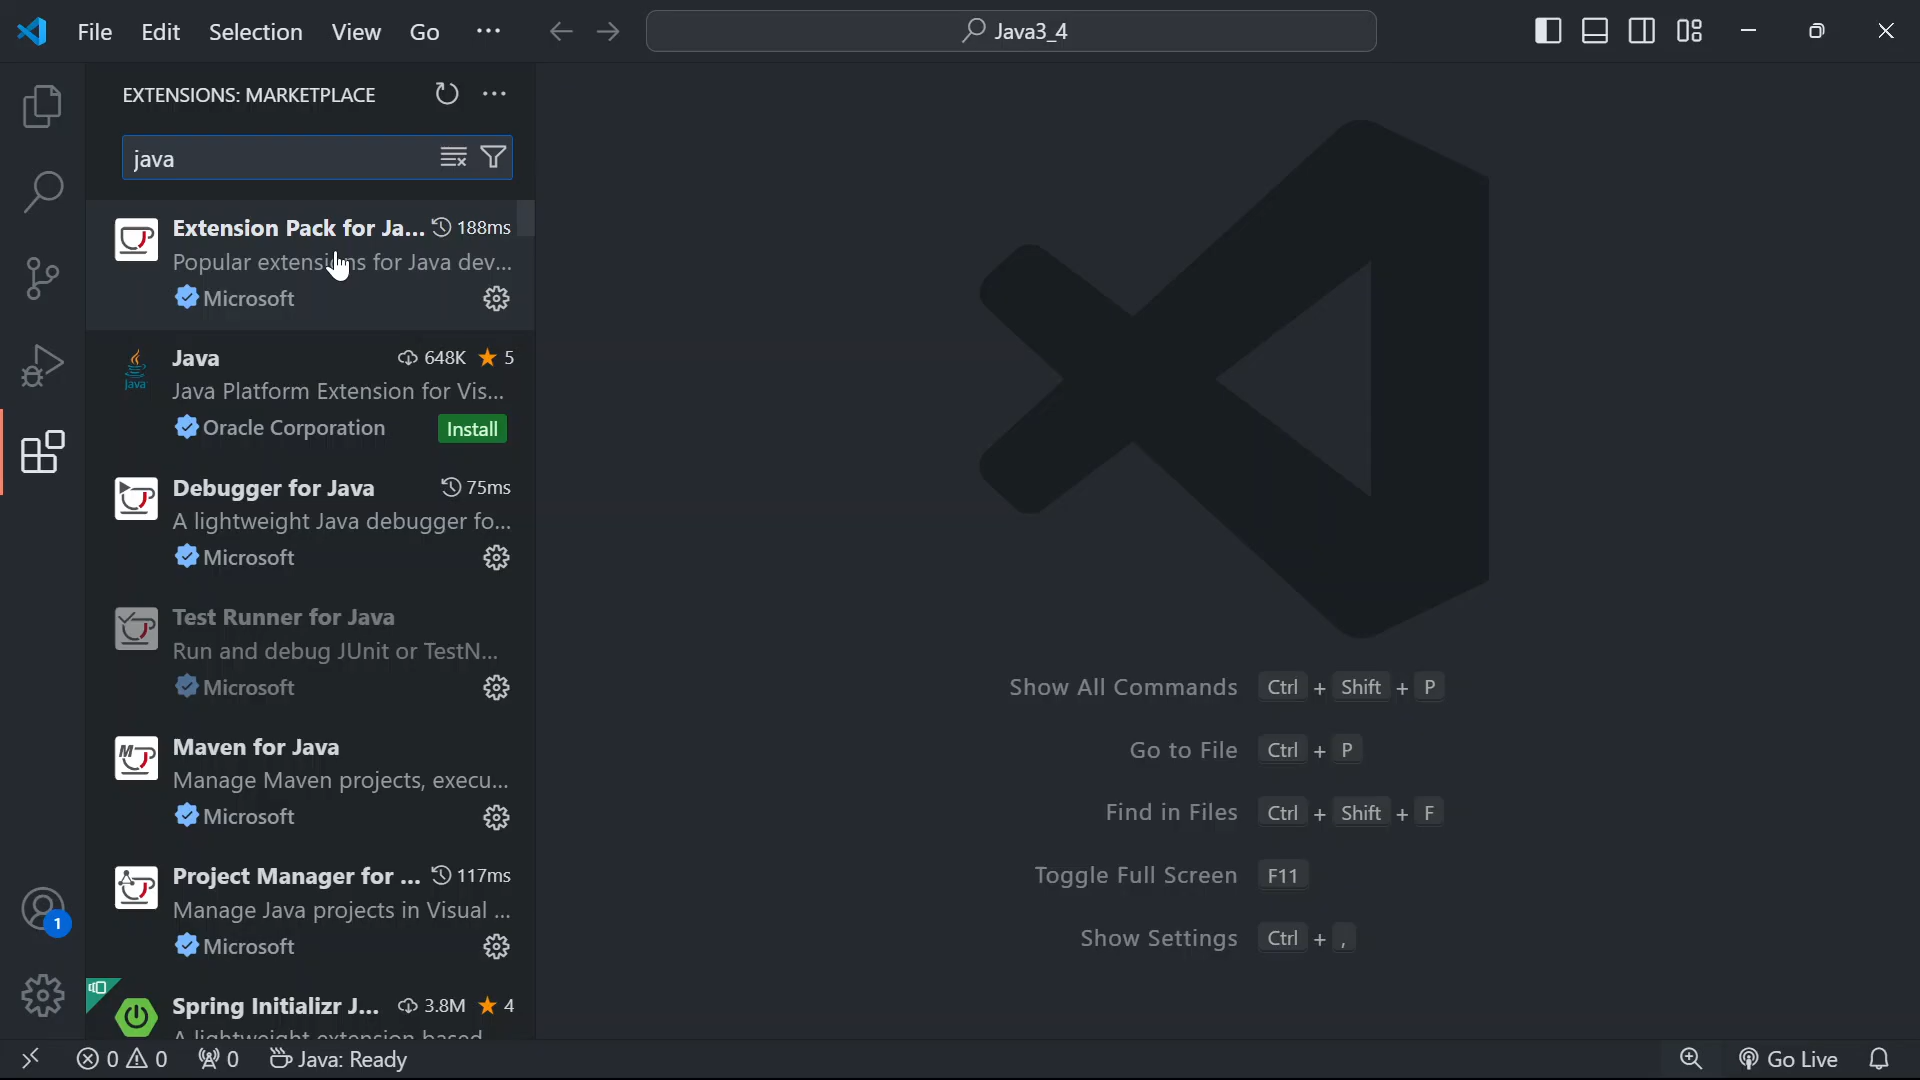 File Edit Selection View Go ...
Java3_4
EXTENSIONS: MARKETPLACE
java
Extension Pack for Ja... 188ms
Popular extensions for Java dev...
Microsoft
Java 648K 5
Java
Java Platform Extension for Vis...
Oracle Corporation Install
Debugger for Java 75ms
A lightweight Java debugger fo...
Microsoft
Test Runner for Java
Run and debug JUnit or TestN...
Microsoft
Maven for Java
Manage Maven projects, execu...
Microsoft
Project Manager for ... 117ms
Manage Java projects in Visual ...
Microsoft
Spring Initializr J... 3.8M 4
A lightweight extension based
1
Show All Commands Ctrl + Shift + P
Go to File Ctrl + P
Find in Files Ctrl + Shift + F
Toggle Full Screen F11
Show Settings Ctrl + ,
0 0 0 Java: Ready Go Live